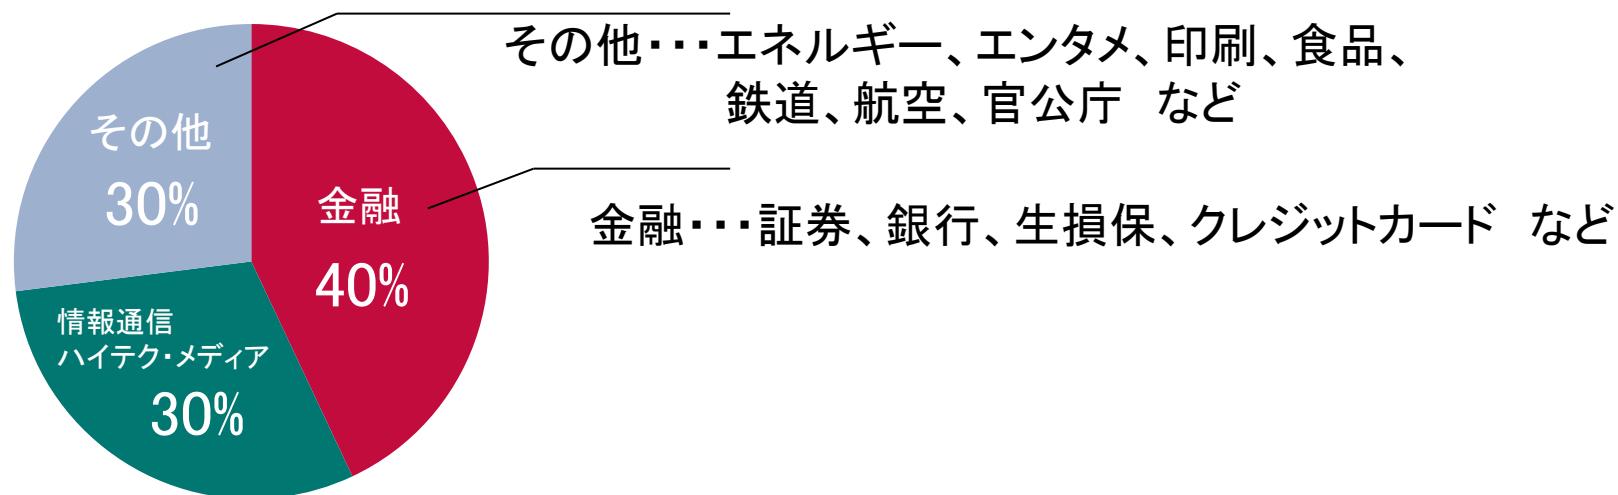 その他・・・エネルギー、エンタメ、印刷、食品、
鉄道、航空、官公庁　など
その他
30%
金融
40%
金融・・・証券、銀行、生損保、クレジットカード　など
情報通信
ハイテク・メディア
30%